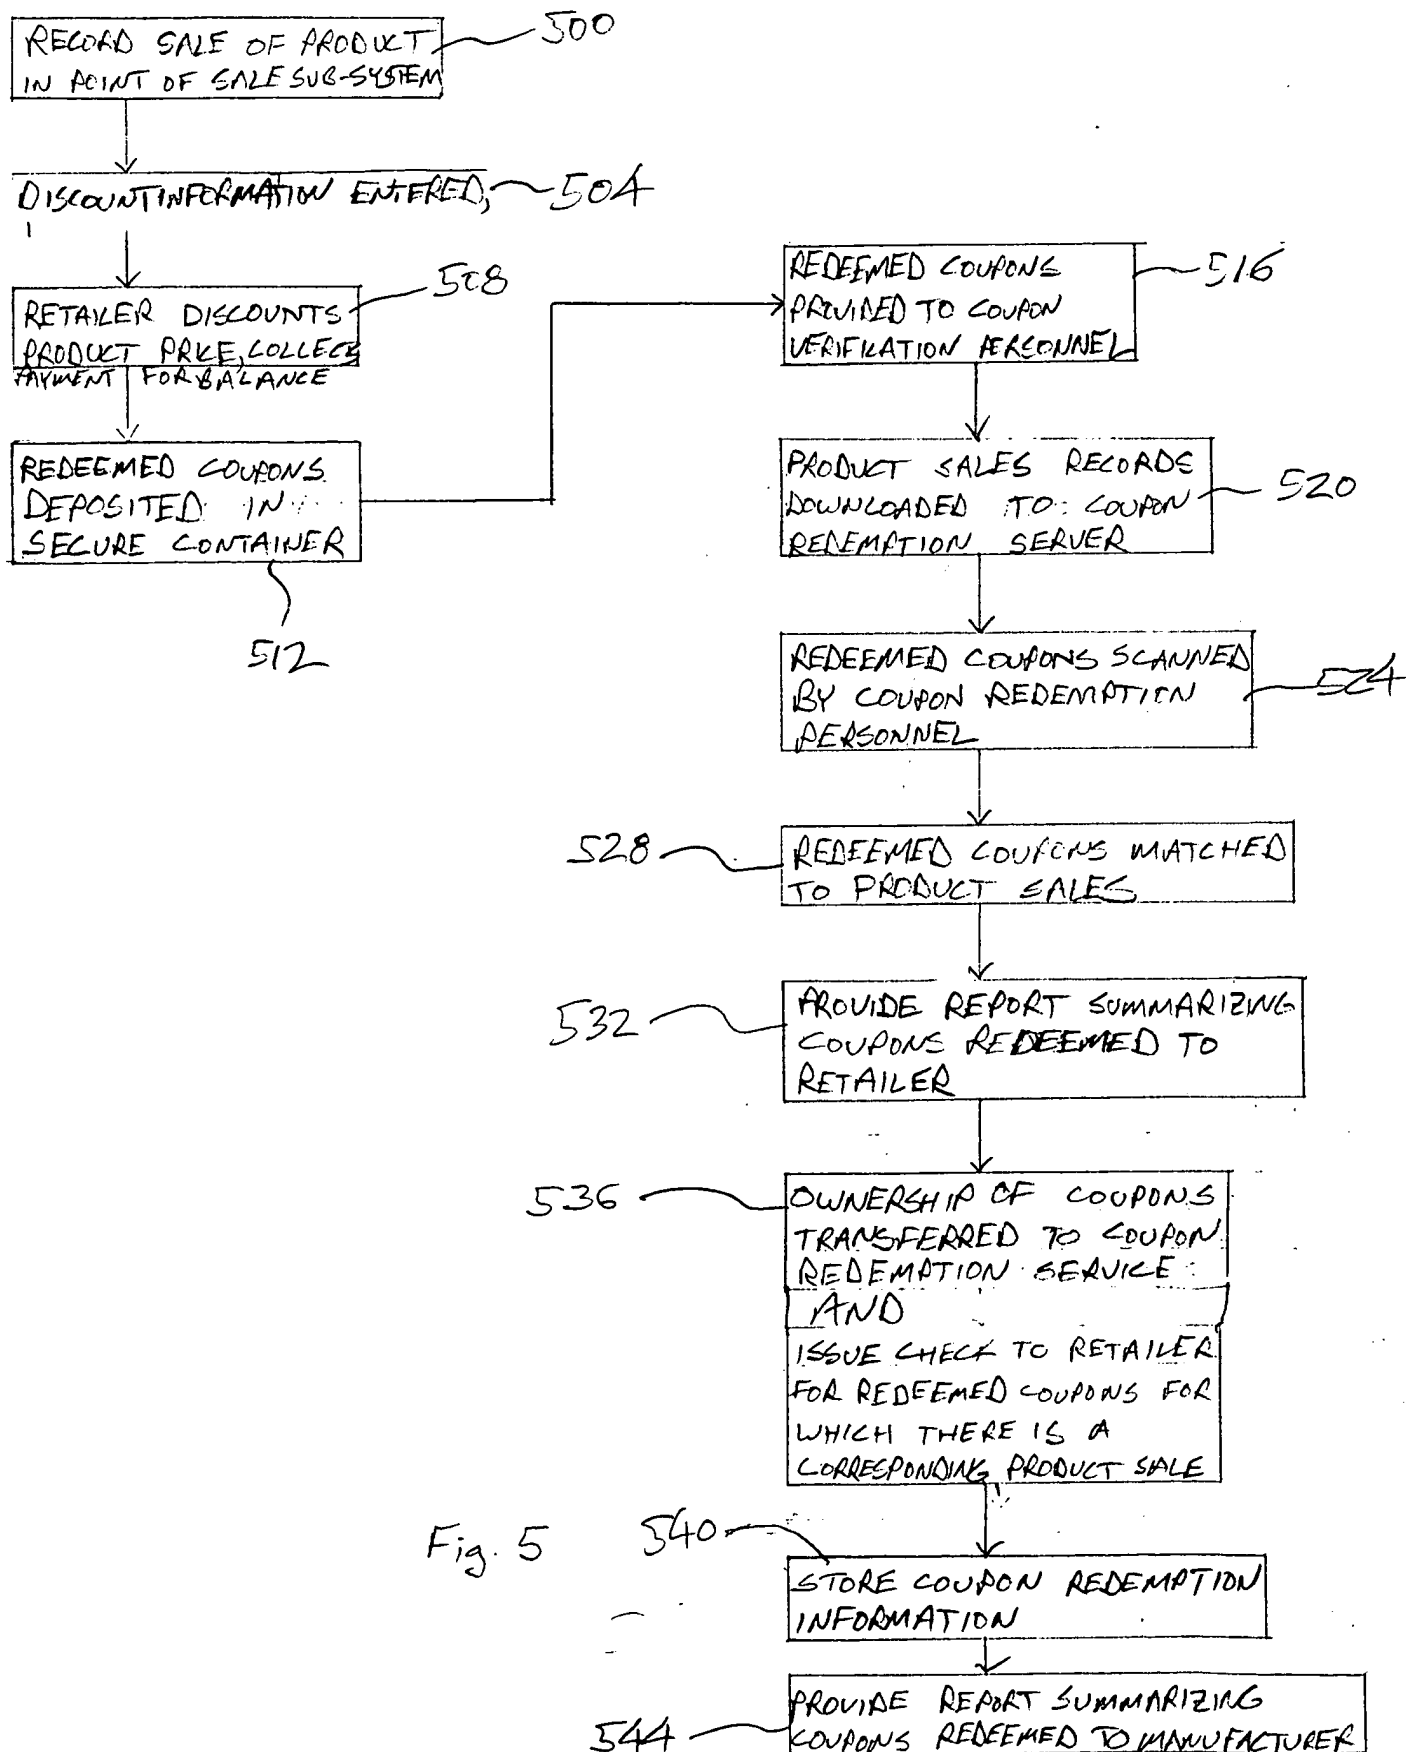 RECORD SALE OF PRODUCT
IN POINT OF SALE SUB-SYSTEM
500
DISCOUNT INFORMATION ENTERED,
504
RETAILER DISCOUNTS
PRODUCT PRICE, COLLECTS
PAYMENT FOR BALANCE
508
REDEEMED COUPONS
DEPOSITED IN
SECURE CONTAINER
512
REDEEMED COUPONS
PROVIDED TO COUPON
VERIFICATION PERSONNEL
516
PRODUCT SALES RECORDS
DOWNLOADED TO COUPON
REDEMPTION SERVER
520
REDEEMED COUPONS SCANNED
BY COUPON REDEMPTION
PERSONNEL
524
528
REDEEMED COUPONS MATCHED
TO PRODUCT SALES
532
PROVIDE REPORT SUMMARIZING
COUPONS REDEEMED TO
RETAILER
536
OWNERSHIP OF COUPONS
TRANSFERRED TO COUPON
REDEMPTION SERVICE
AND
ISSUE CHECK TO RETAILER
FOR REDEEMED COUPONS FOR
WHICH THERE IS A
CORRESPONDING PRODUCT SALE
Fig. 5
540
STORE COUPON REDEMPTION
INFORMATION
544
PROVIDE REPORT SUMMARIZING
COUPONS REDEEMED TO MANUFACTURER